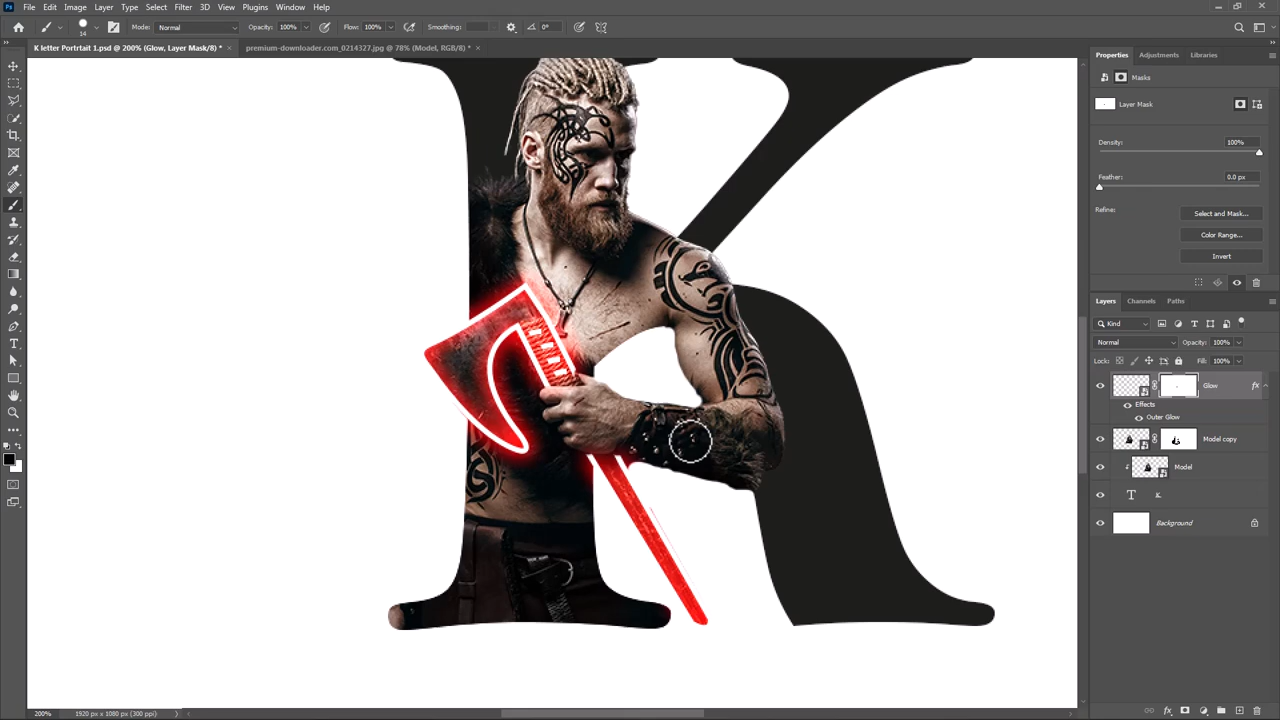 Ps File Edit Image Layer Type Select Filter 3D View Plugins Window Help
14 Mode: Normal Opacity: 100% Flow: 100% Smoothing: 0°
K letter Portrtait 1.psd @ 200% (Glow, Layer Mask/8) * × premium-downloader.com_0214327.jpg @ 78% (Model, RGB/8) * ×
Properties Adjustments Libraries
Masks
Layer Mask
Density: 100%
Feather: 0.0 px
Refine: Select and Mask...
Color Range...
Invert
Layers Channels Paths
Kind
Normal Opacity: 100%
Lock: Fill: 100%
Glow fx
Effects
Outer Glow
Model copy
Model
T K
Background
200% 1920 px x 1080 px (300 ppi)
fx